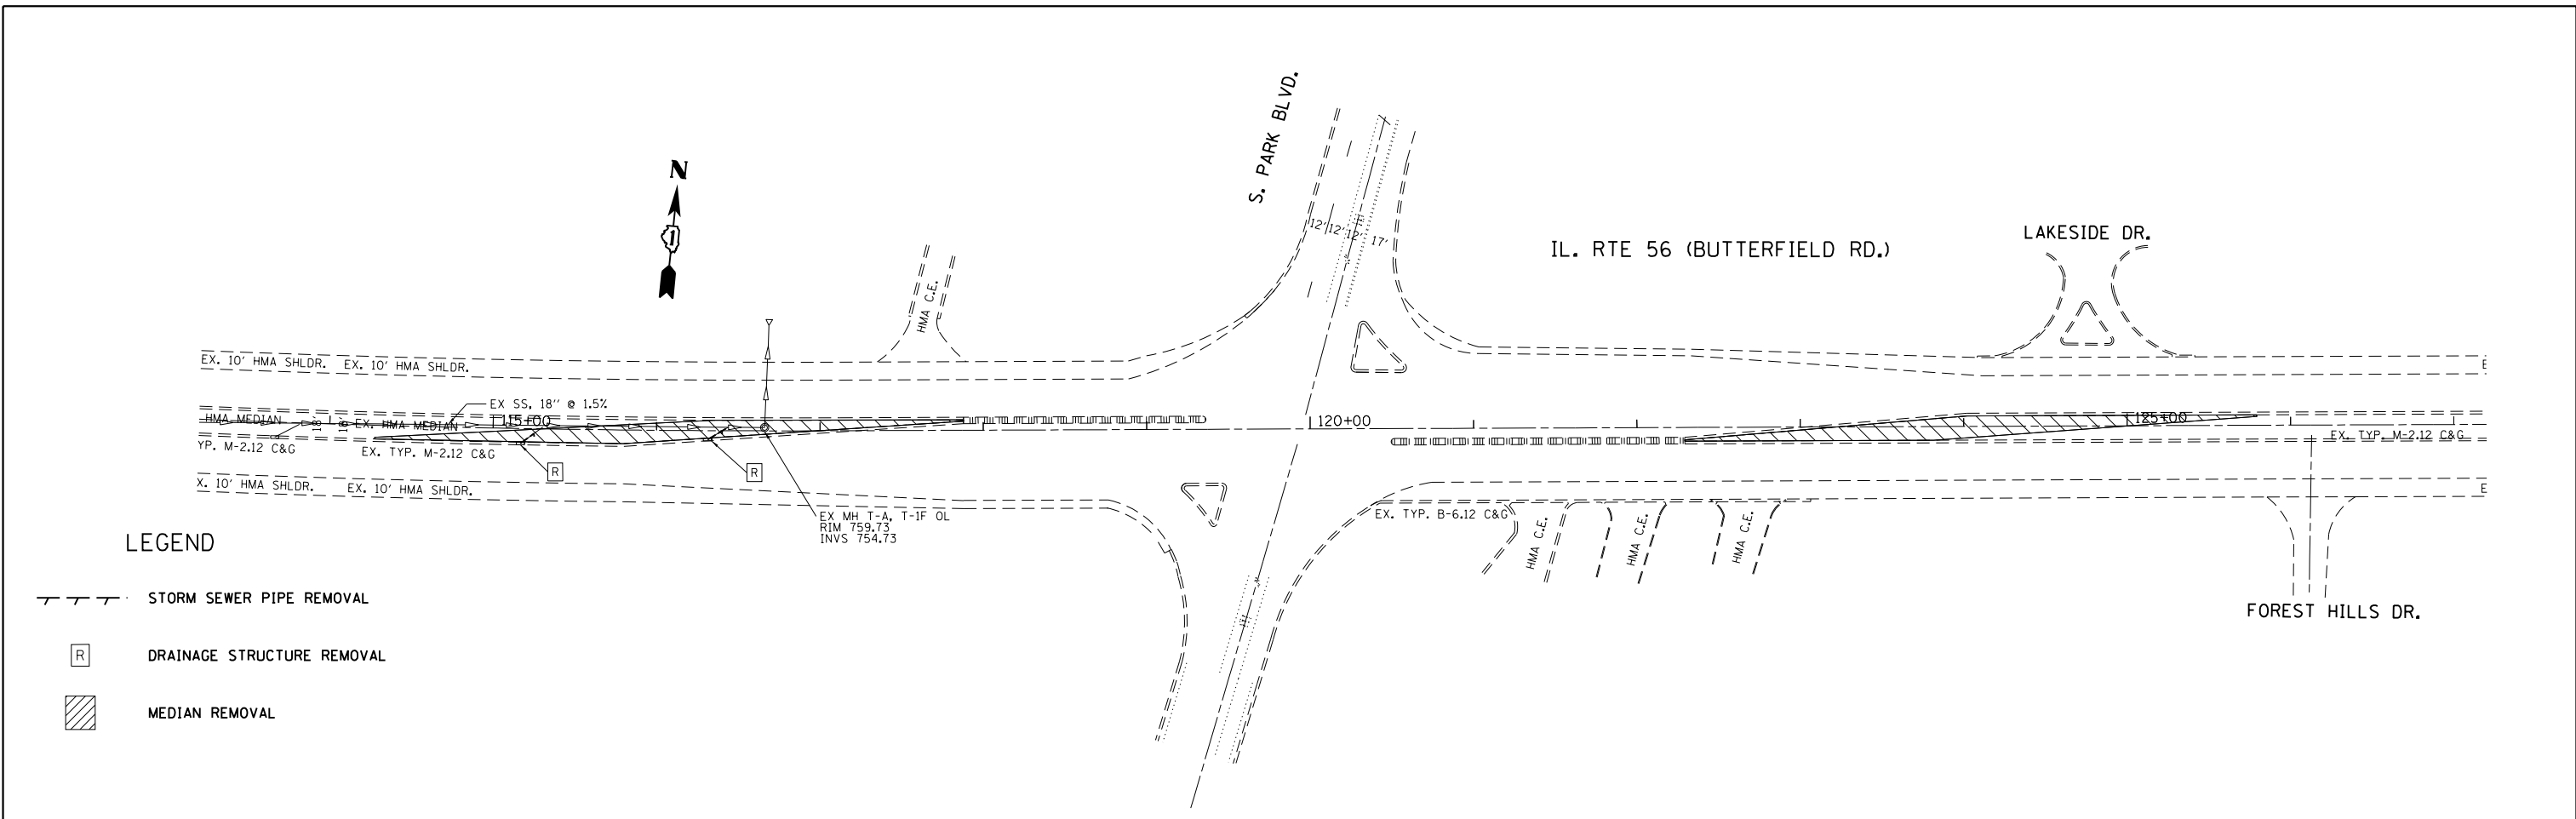 S. PARK BLVD.
N
1
12' 12' 12' 17'
IL. RTE 56 (BUTTERFIELD RD.)
LAKESIDE DR.
HMA C.E.
EX. 10' HMA SHLDR. EX. 10' HMA SHLDR.
EX SS, 18" @ 1.5%
HMA MEDIAN
EX. HMA MEDIAN
115+00
120+00
125+00
YP. M-2.12 C&G
EX. TYP. M-2.12 C&G
EX. TYP. M-2.12 C&G
R
R
X. 10' HMA SHLDR. EX. 10' HMA SHLDR.
E
E
EX MH T-A, T-1F OL
RIM 759.73
INVS 754.73
EX. TYP. B-6.12 C&G
HMA C.E.
HMA C.E.
HMA C.E.
FOREST HILLS DR.
LEGEND
STORM SEWER PIPE REMOVAL
R DRAINAGE STRUCTURE REMOVAL
MEDIAN REMOVAL